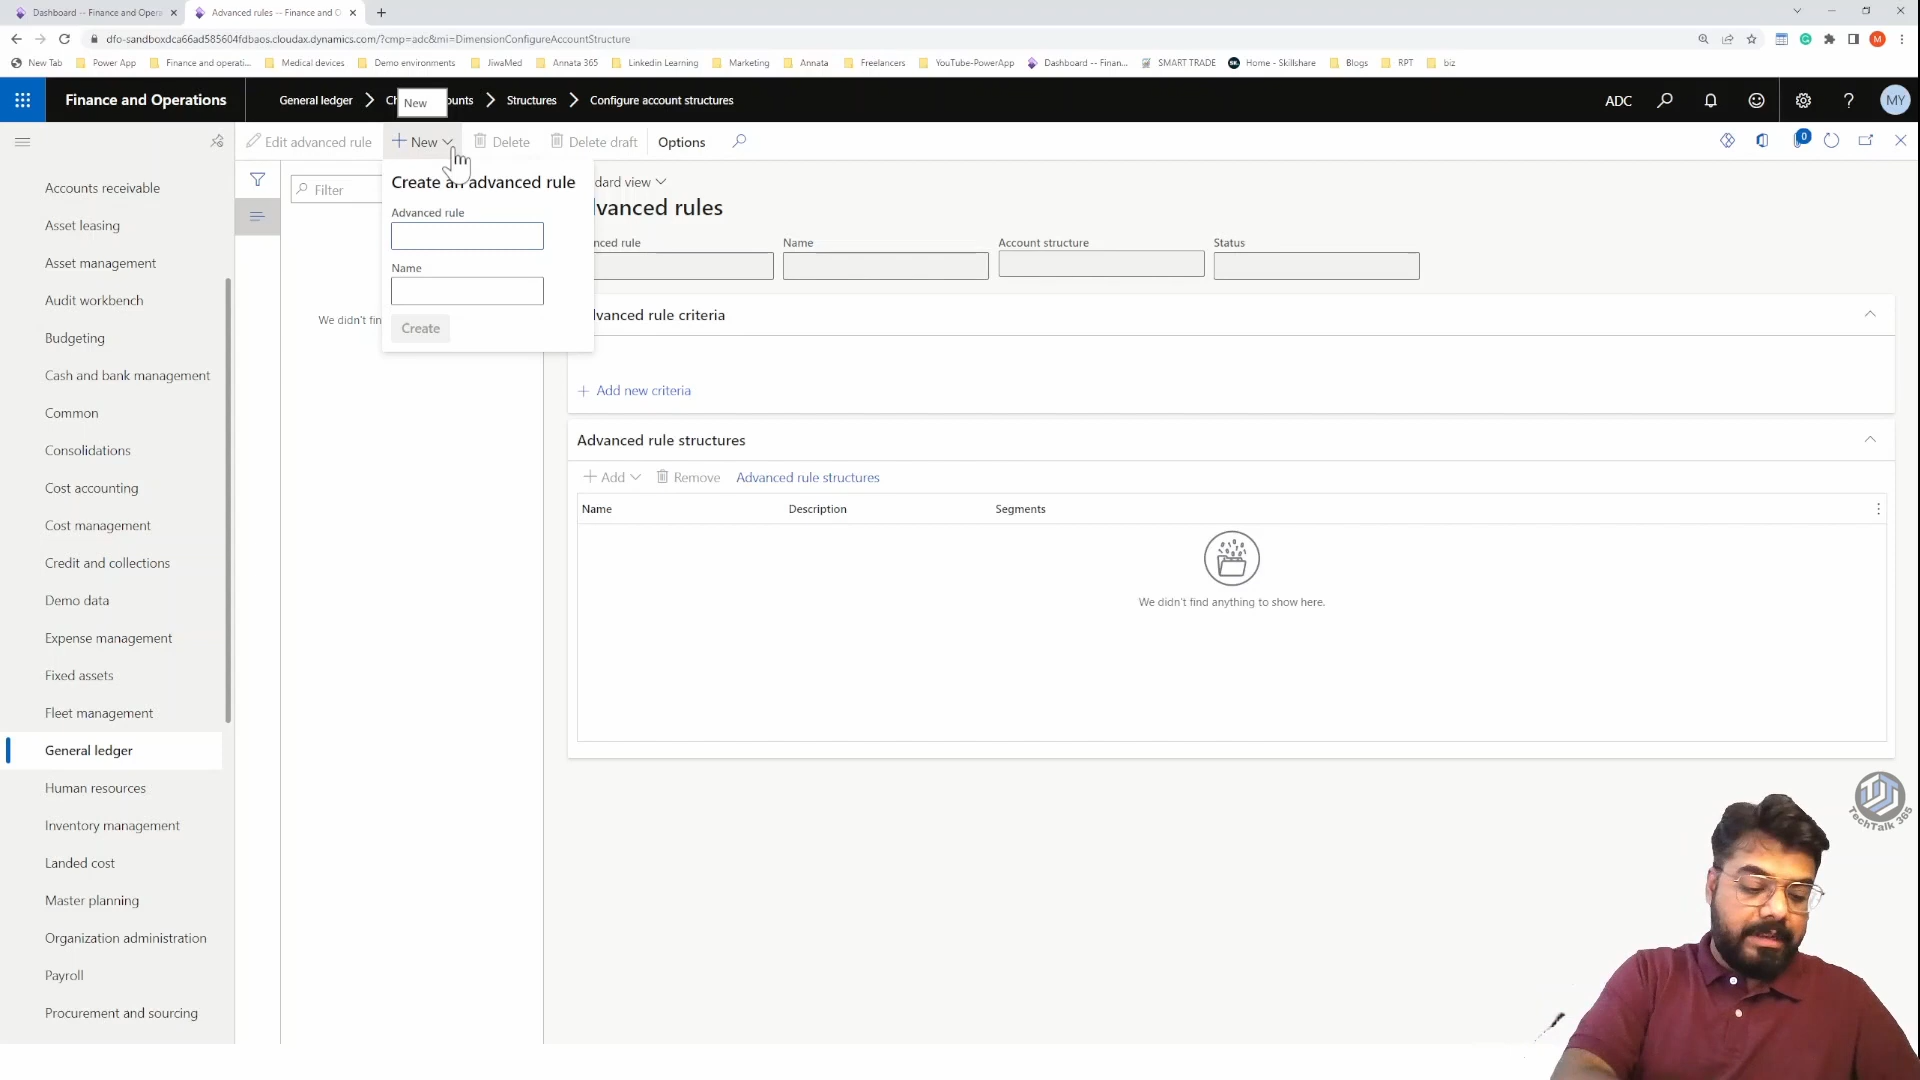 Dashboard -- Finance and Opera
Advanced rules -- Finance and O
dfo-sandboxdca66ad585604fdbaos.cloudax.dynamics.com/?cmp=adc&mi=DimensionConfigureAccountStructure
New Tab
Power App
Finance and operati...
Medical devices
Demo environments
JiwaMed
Annata 365
Linkedin Learning
Marketing
Annata
Freelancers
YouTube-PowerApp
Dashboard -- Finan...
SMART TRADE
Home - Skillshare
Blogs
RPT
biz
Finance and Operations
General ledger
Ch
New
ounts
Structures
Configure account structures
ADC
MY
Edit advanced rule
New
Delete
Delete draft
Options
0
Accounts receivable
Asset leasing
Asset management
Audit workbench
Budgeting
Cash and bank management
Common
Consolidations
Cost accounting
Cost management
Credit and collections
Demo data
Expense management
Fixed assets
Fleet management
General ledger
Human resources
Inventory management
Landed cost
Master planning
Organization administration
Payroll
Procurement and sourcing
Filter
We didn't fin
Create an advanced rule
Advanced rule
Name
Create
dard view
lvanced rules
nced rule
Name
Account structure
Status
lvanced rule criteria
Add new criteria
Advanced rule structures
Add
Remove
Advanced rule structures
Name
Description
Segments
We didn't find anything to show here.
TechTalk 365